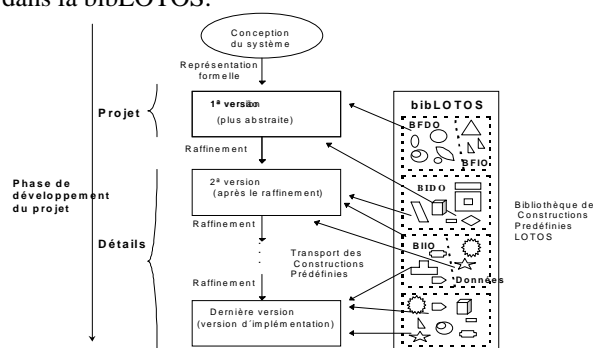 dans la bibLOTOS.
Conception
du système
Représentation
formelle
Projet
1ª version
(plus abstraite)
Raffinement
2ª version
(après le raffinement)
Phase de
développement
du projet
Détails
Raffinement
Transport des
Constructions
Prédéfinies
Raffinement
Dernière version
(version d´implémentation)
bibLOTOS
BFDO
BFIO
BIDO
BIIO
Données
Bibliothèque de
Constructions
Predéfinies
LOTOS